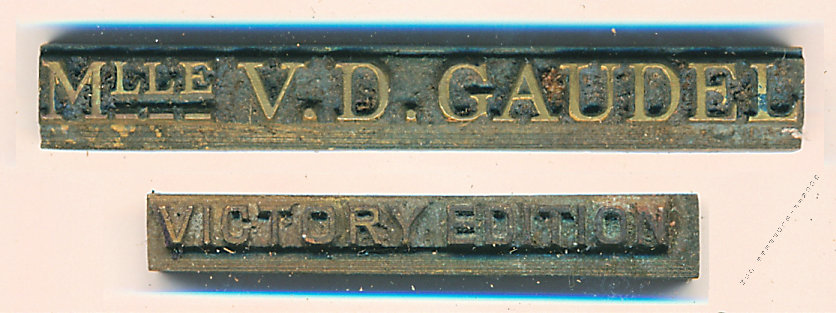 Mlle V. D. GAUDEL
VICTORY EDITION